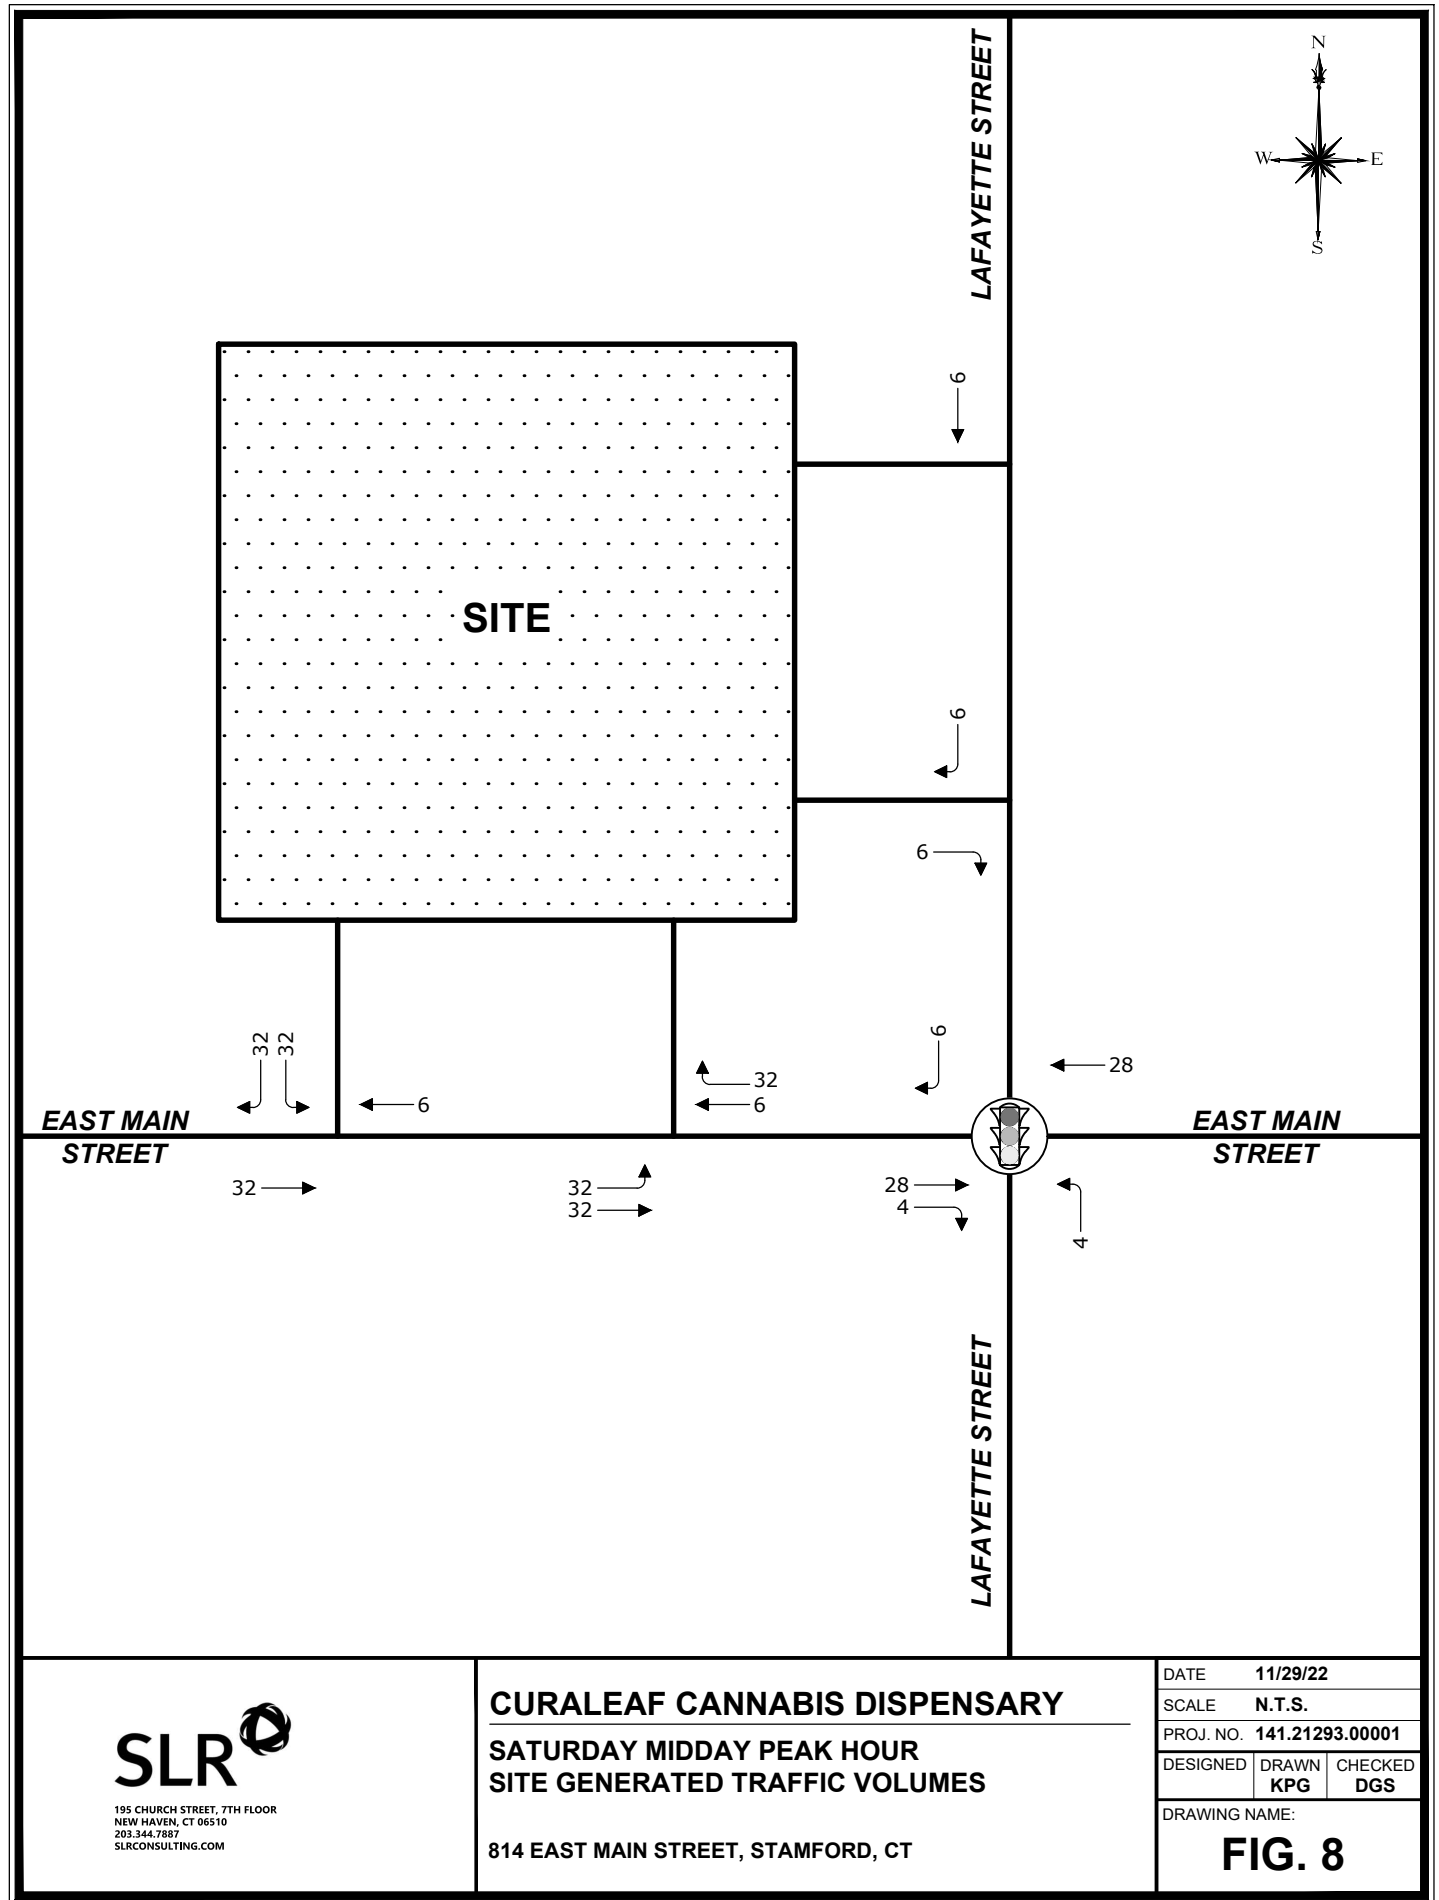 LAFAYETTE STREET
N
W
E
S
6
SITE
6
6
32
32
6
32
6
6
28
EAST MAIN
STREET
EAST MAIN
STREET
32
32
32
28
4
4
LAFAYETTE STREET
SLR
195 CHURCH STREET, 7TH FLOOR
NEW HAVEN, CT 06510
203.344.7887
SLRCONSULTING.COM
CURALEAF CANNABIS DISPENSARY
SATURDAY MIDDAY PEAK HOUR
SITE GENERATED TRAFFIC VOLUMES
814 EAST MAIN STREET, STAMFORD, CT
DATE 11/29/22
SCALE N.T.S.
PROJ. NO. 141.21293.00001
DESIGNED DRAWN CHECKED
KPG DGS
DRAWING NAME:
FIG. 8